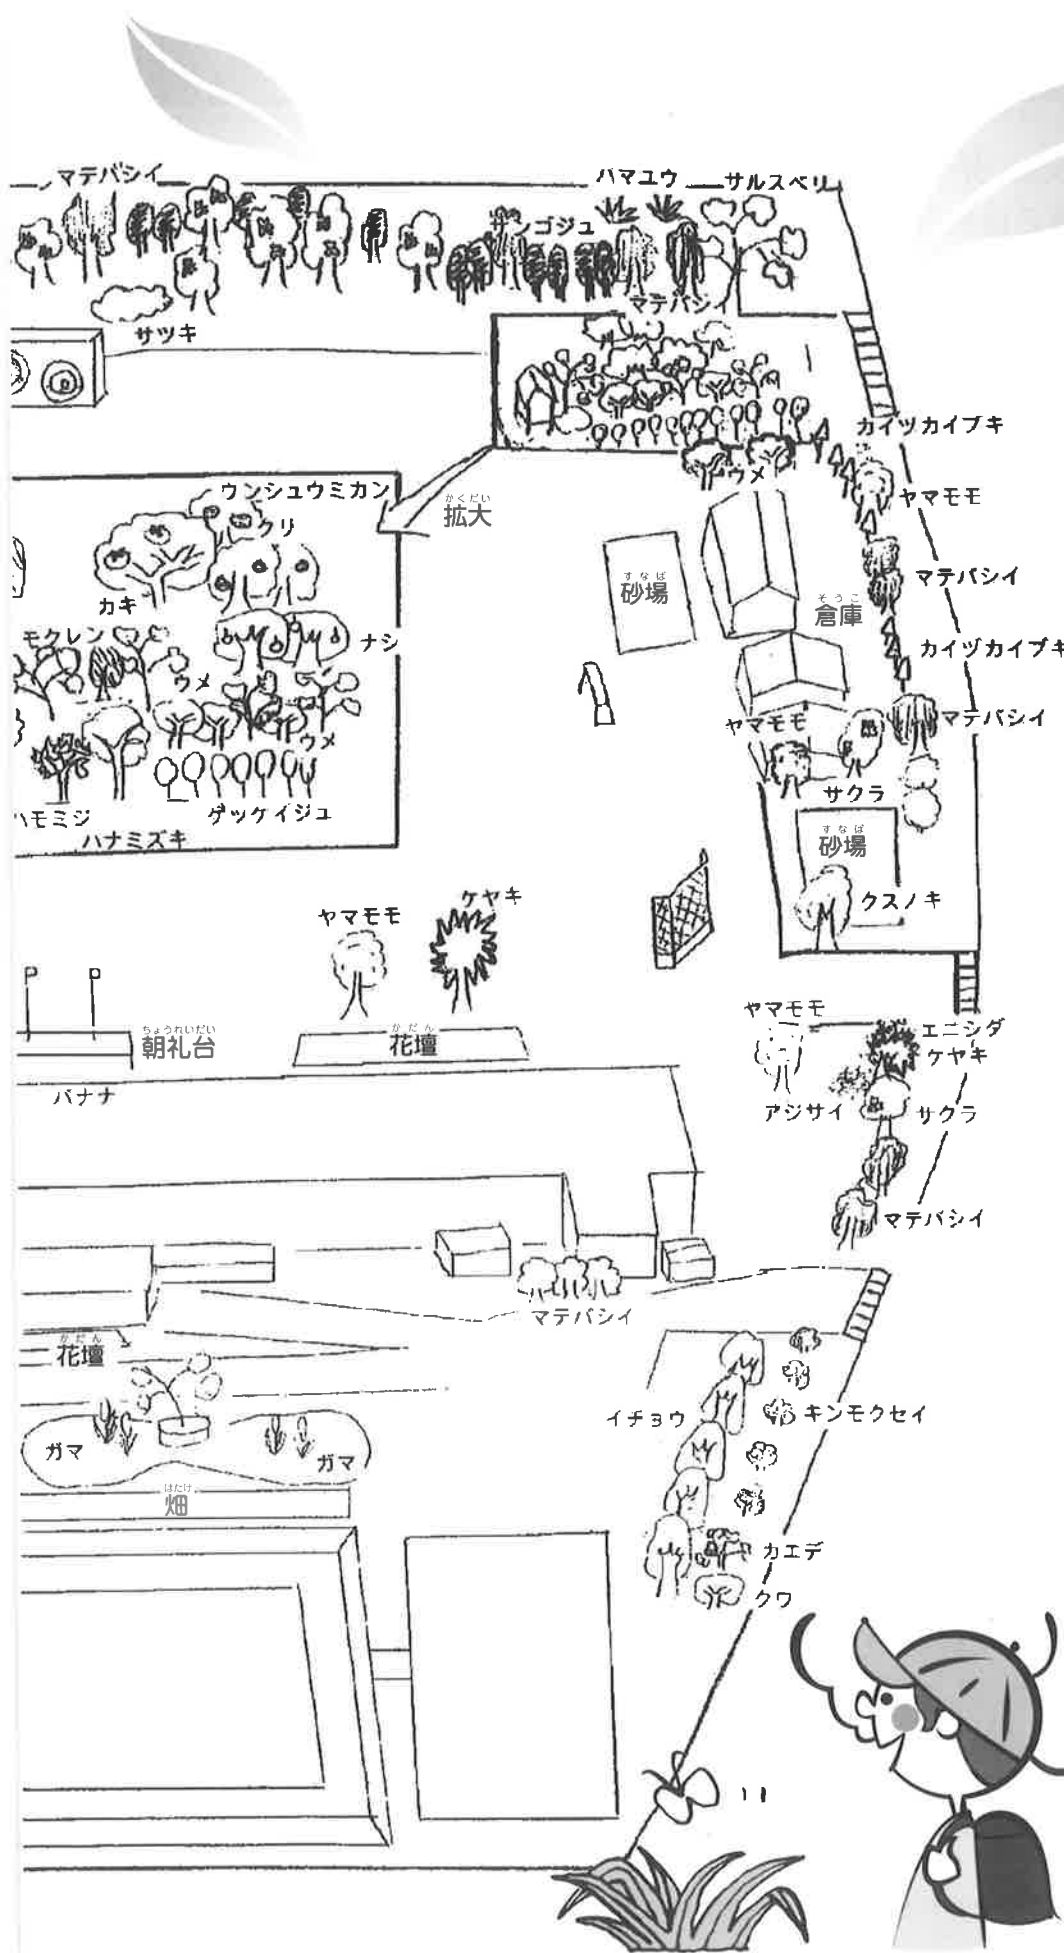 マテバシイ
ハマユウ
サルスベリ
サンゴジュ
マテバシイ
サツキ
カイヅカイブキ
ウメ
ヤマモモ
拡大
かくだい
ウンシュウミカン
クリ
カキ
モクレン
ナシ
ウメ
ウメ
ハモミジ
ゲッケイジュ
ハナミズキ
砂場
すなば
倉庫
そうこ
マテバシイ
カイヅカイブキ
ヤマモモ
マテバシイ
サクラ
砂場
すなば
クスノキ
ヤマモモ
ケヤキ
朝礼台
ちょうれいだい
花壇
かだん
バナナ
ヤマモモ
エニシダ
ケヤキ
アジサイ
サクラ
マテバシイ
マテバシイ
花壇
かだん
ガマ
ガマ
畑
はたけ
イチョウ
キンモクセイ
カエデ
クワ
11